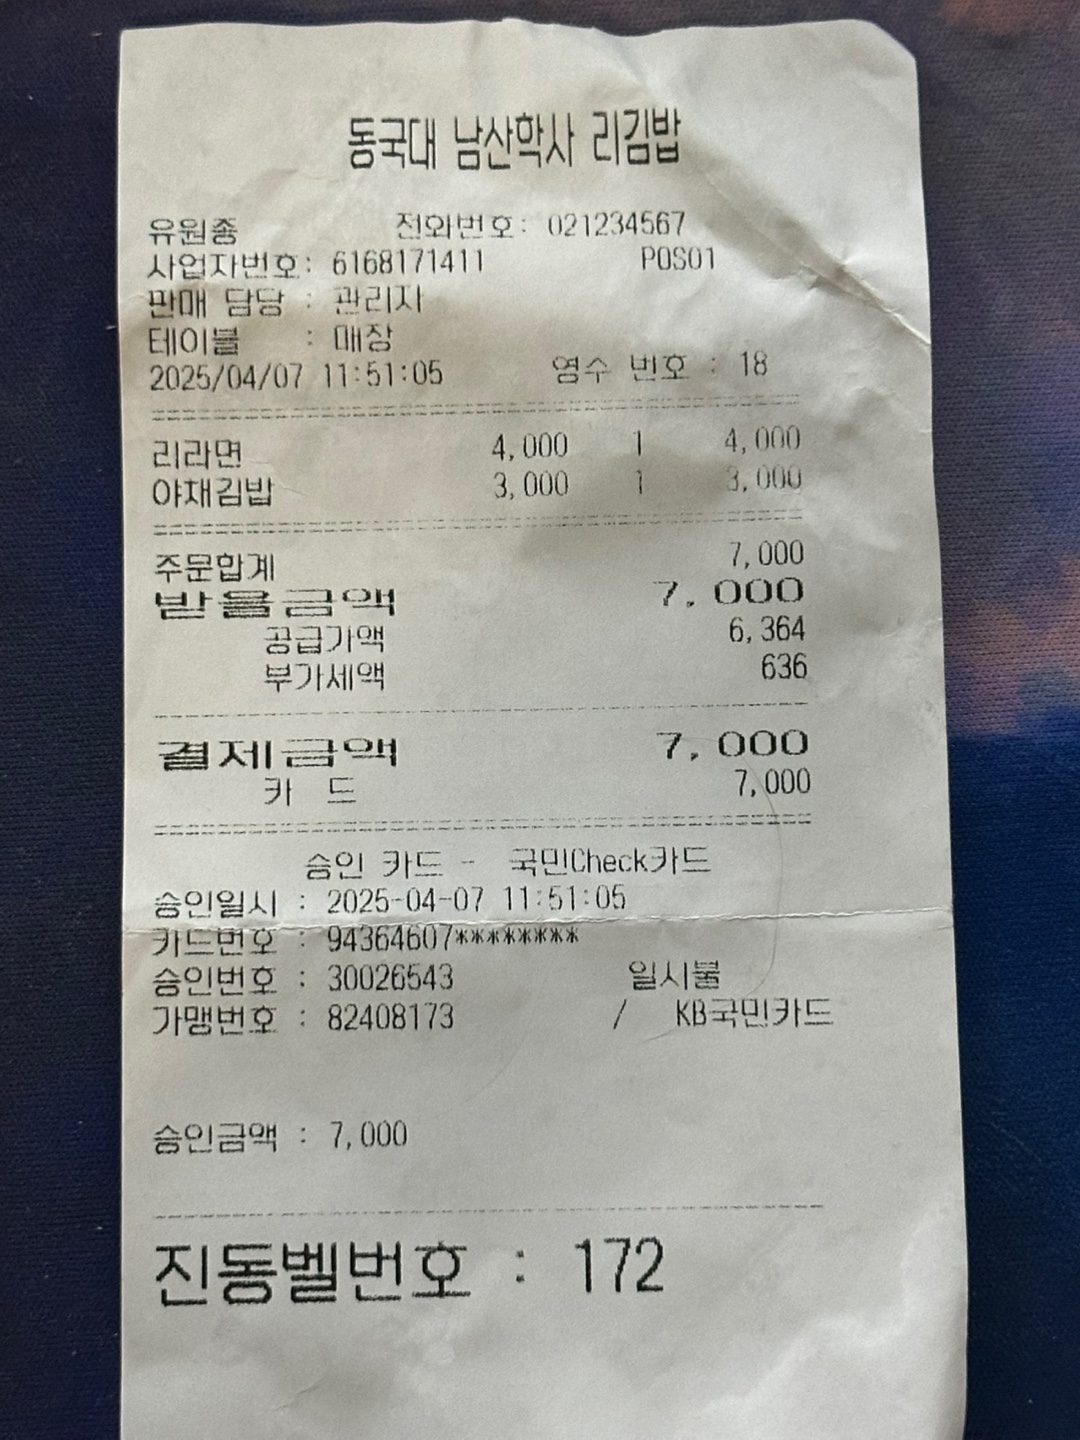 동국대 남산학사 리김밥
유원종 전화번호: 021234567
사업자번호: 6168171411 POS01
판매 담당 : 관리자
테이블 : 매장
2025/04/07 11:51:05 영수 번호 : 18
리라면 4,000 1 4,000
야채김밥 3,000 1 3,000
주문합계 7,000
받을금액 7,000
공급가액 6,364
부가세액 636
결제금액 7,000
카 드 7,000
승인 카드 - 국민Check카드
승인일시 : 2025-04-07 11:51:05
카드번호 : 94364607********
승인번호 : 30026543 일시불
가맹번호 : 82408173 / KB국민카드
승인금액 : 7,000
진동벨번호 : 172